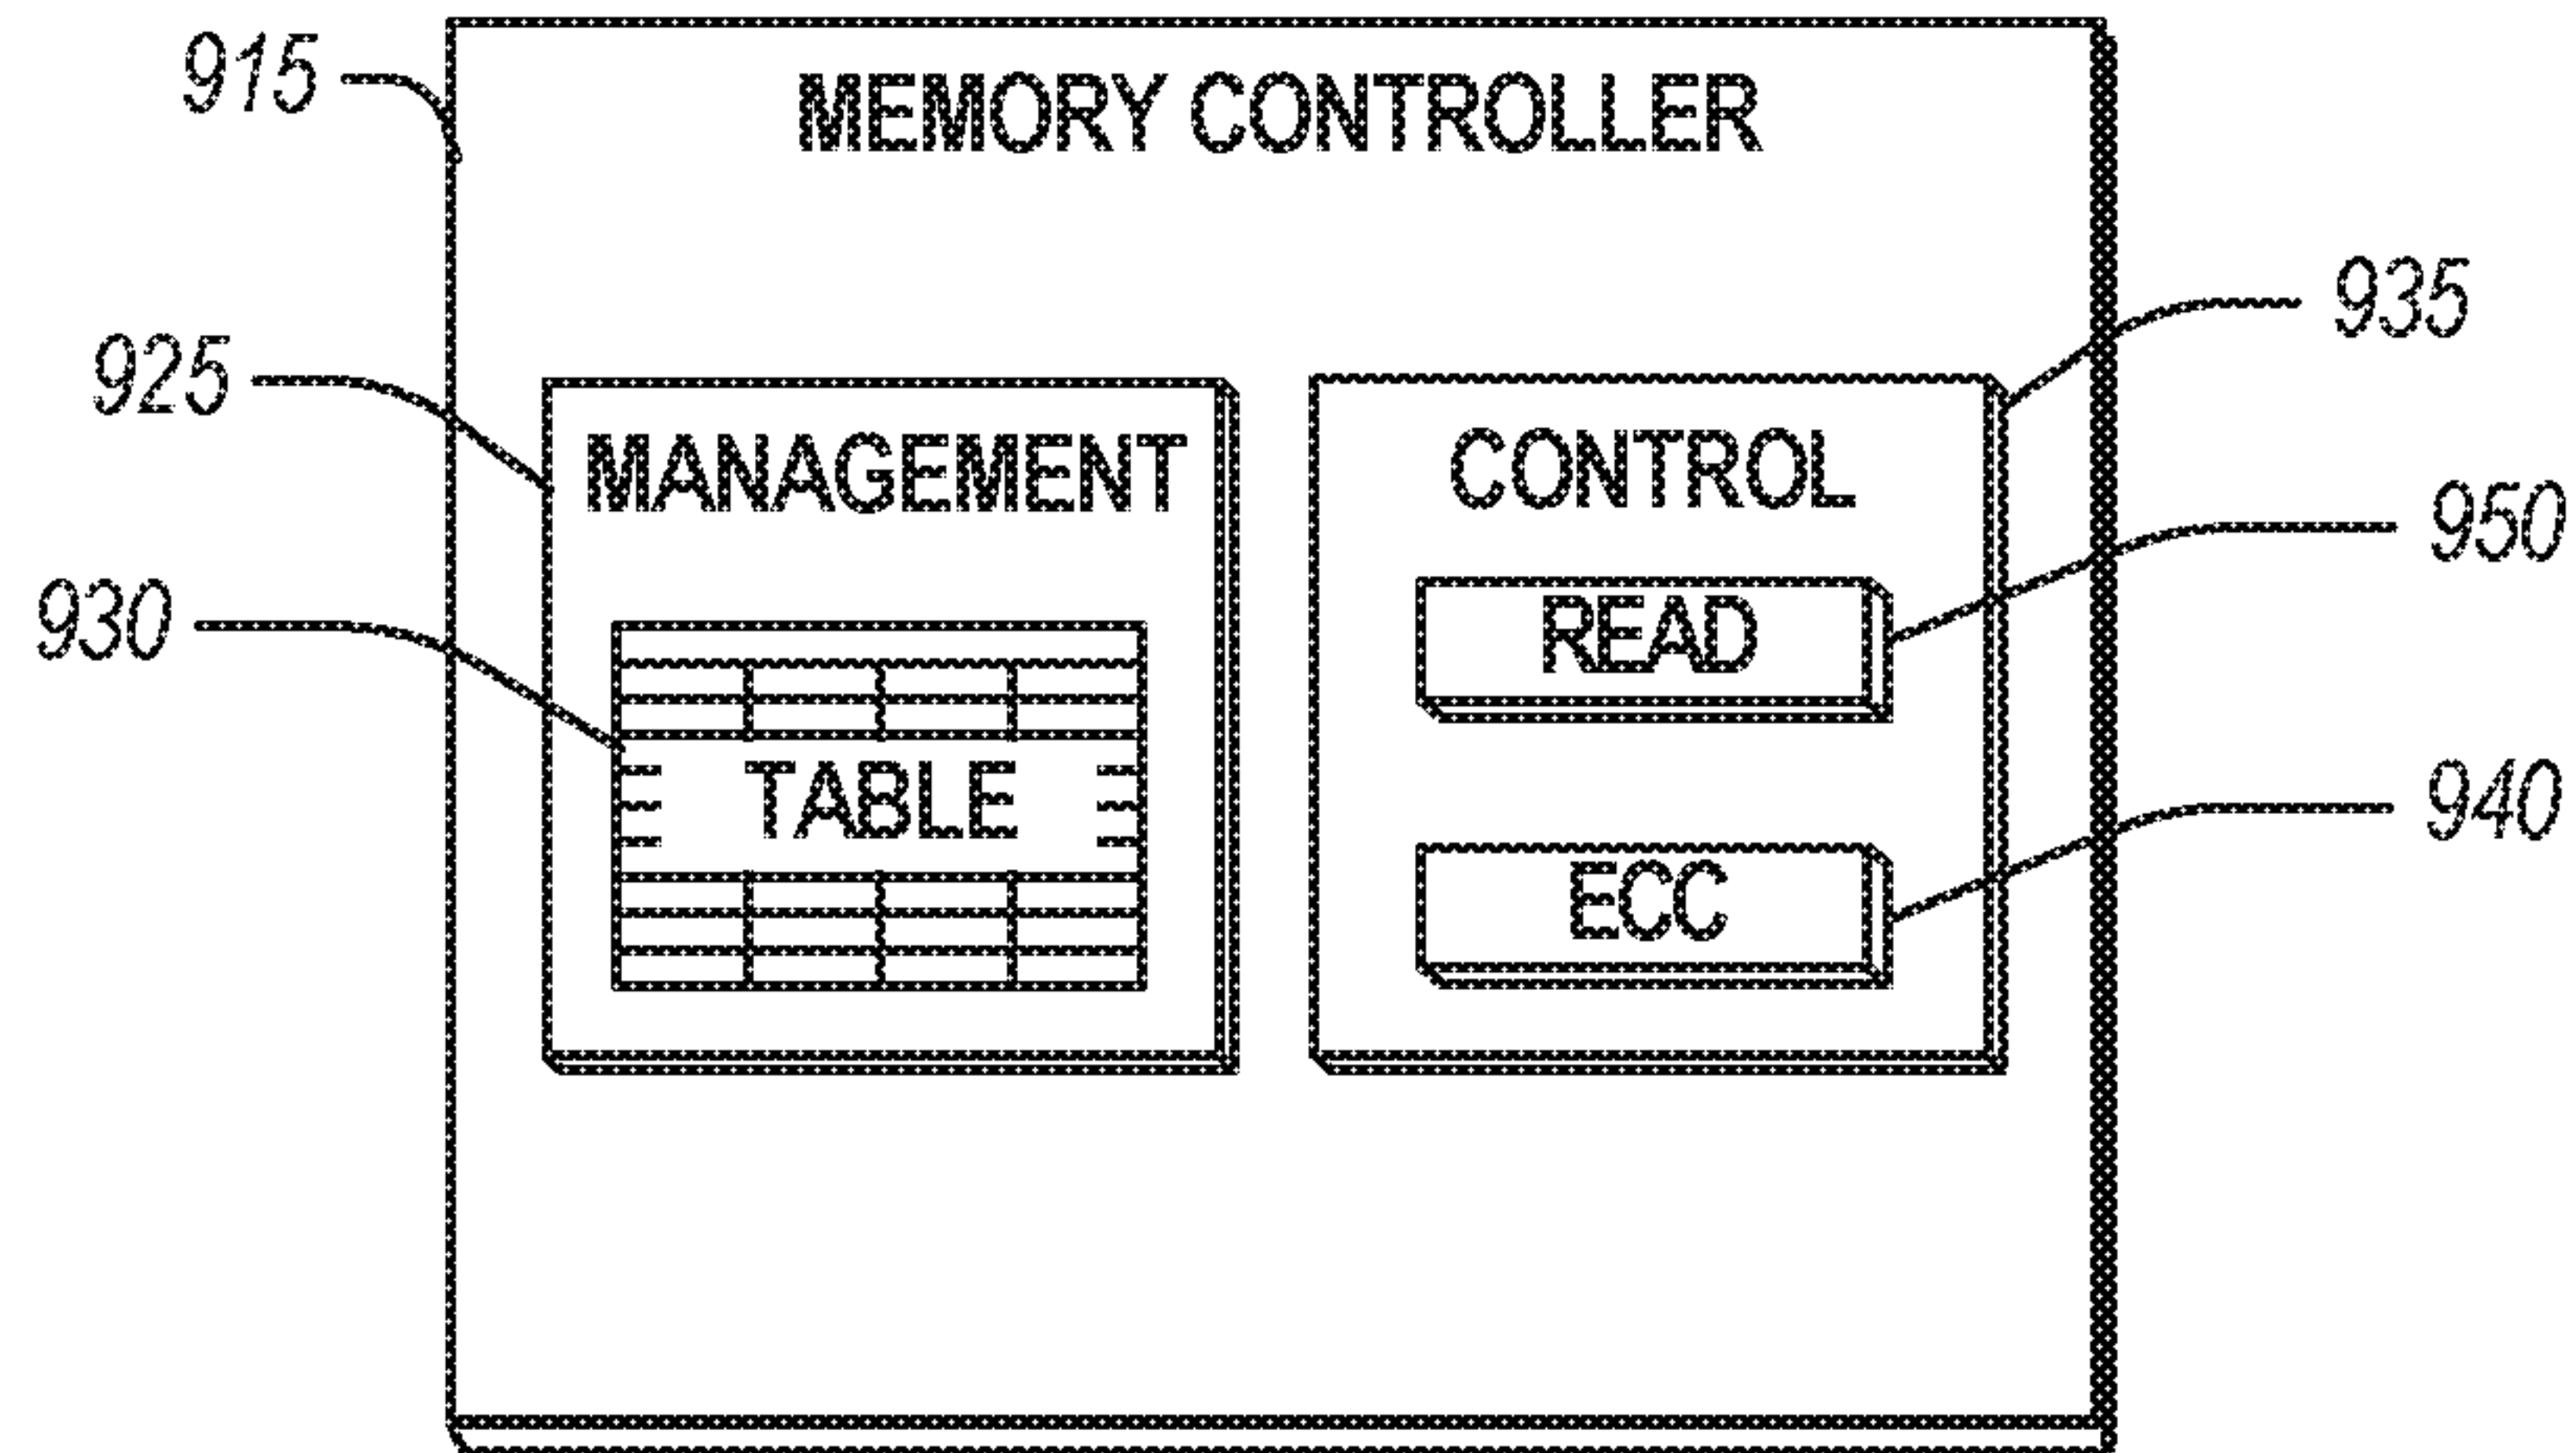 915
MEMORY CONTROLLER
935
925
MANAGEMENT
CONTROL
950
930
READ
TABLE
940
ECC